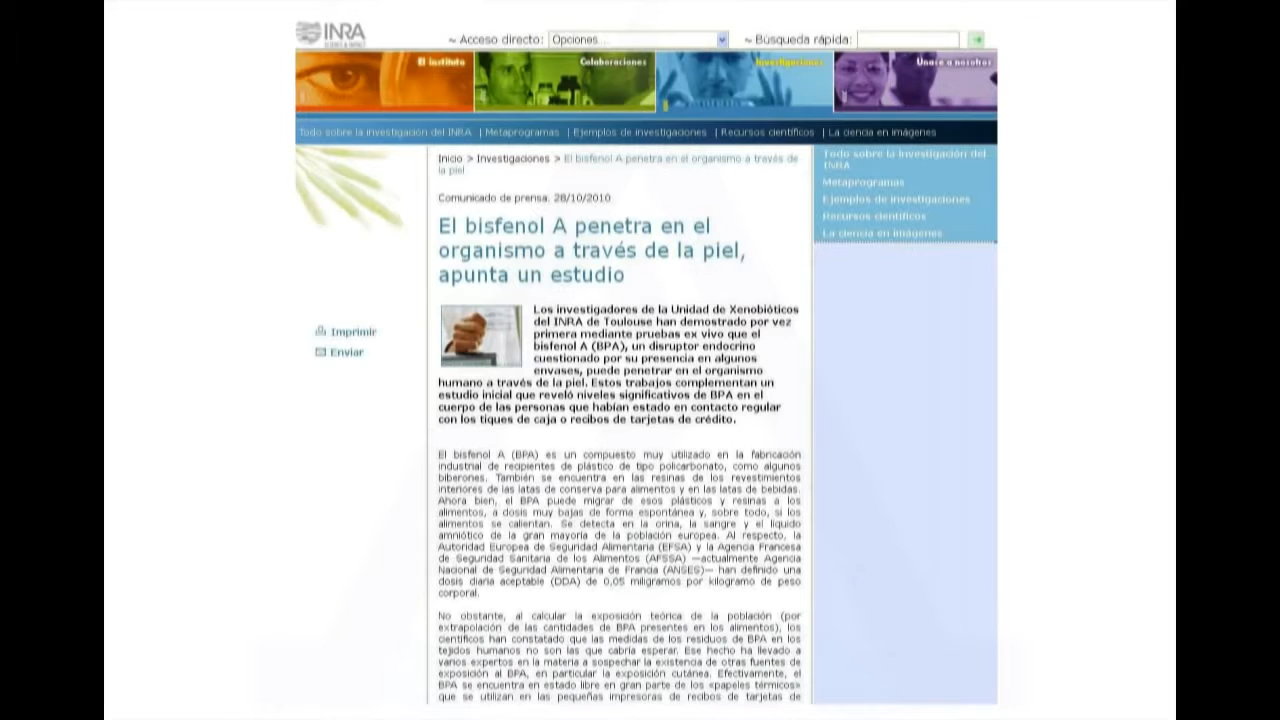 INRA
SCIENCE & IMPACT
~ Acceso directo: Opciones...
~ Búsqueda rápida:
El instituto
Colaboraciones
Investigaciones
Unase a nosotros
Todo sobre la investigación del INRA | Metaprogramas | Ejemplos de investigaciones | Recursos científicos | La ciencia en imágenes
Inicio > Investigaciones > El bisfenol A penetra en el organismo a través de
la piel
Comunicado de prensa. 28/10/2010
El bisfenol A penetra en el
organismo a través de la piel,
apunta un estudio
Los investigadores de la Unidad de Xenobióticos
del INRA de Toulouse han demostrado por vez
primera mediante pruebas ex vivo que el
bisfenol A (BPA), un disruptor endocrino
cuestionado por su presencia en algunos
envases, puede penetrar en el organismo
humano a través de la piel. Estos trabajos complementan un
estudio inicial que reveló niveles significativos de BPA en el
cuerpo de las personas que habían estado en contacto regular
con los tiques de caja o recibos de tarjetas de crédito.
El bisfenol A (BPA) es un compuesto muy utilizado en la fabricación
industrial de recipientes de plástico de tipo policarbonato, como algunos
biberones. También se encuentra en las resinas de los revestimientos
interiores de las latas de conserva para alimentos y en las latas de bebidas.
Ahora bien, el BPA puede migrar de esos plásticos y resinas a los
alimentos, a dosis muy bajas de forma espontánea y, sobre todo, si los
alimentos se calientan. Se detecta en la orina, la sangre y el líquido
amniótico de la gran mayoría de la población europea. Al respecto, la
Autoridad Europea de Seguridad Alimentaria (EFSA) y la Agencia Francesa
de Seguridad Sanitaria de los Alimentos (AFSSA) —actualmente Agencia
Nacional de Seguridad Alimentaria de Francia (ANSES)— han definido una
dosis diaria aceptable (DDA) de 0,05 miligramos por kilogramo de peso
corporal.
No obstante, al calcular la exposición teórica de la población (por
extrapolación de las cantidades de BPA presentes en los alimentos), los
científicos han constatado que las medidas de los residuos de BPA en los
tejidos humanos no son las que cabría esperar. Ese hecho ha llevado a
varios expertos en la materia a sospechar la existencia de otras fuentes de
exposición al BPA, en particular la exposición cutánea. Efectivamente, el
BPA se encuentra en estado libre en gran parte de los «papeles térmicos»
que se utilizan en las pequeñas impresoras de recibos de tarjetas de
Imprimir
Enviar
Todo sobre la investigación del
INRA
Metaprogramas
Ejemplos de investigaciones
Recursos científicos
La ciencia en imágenes